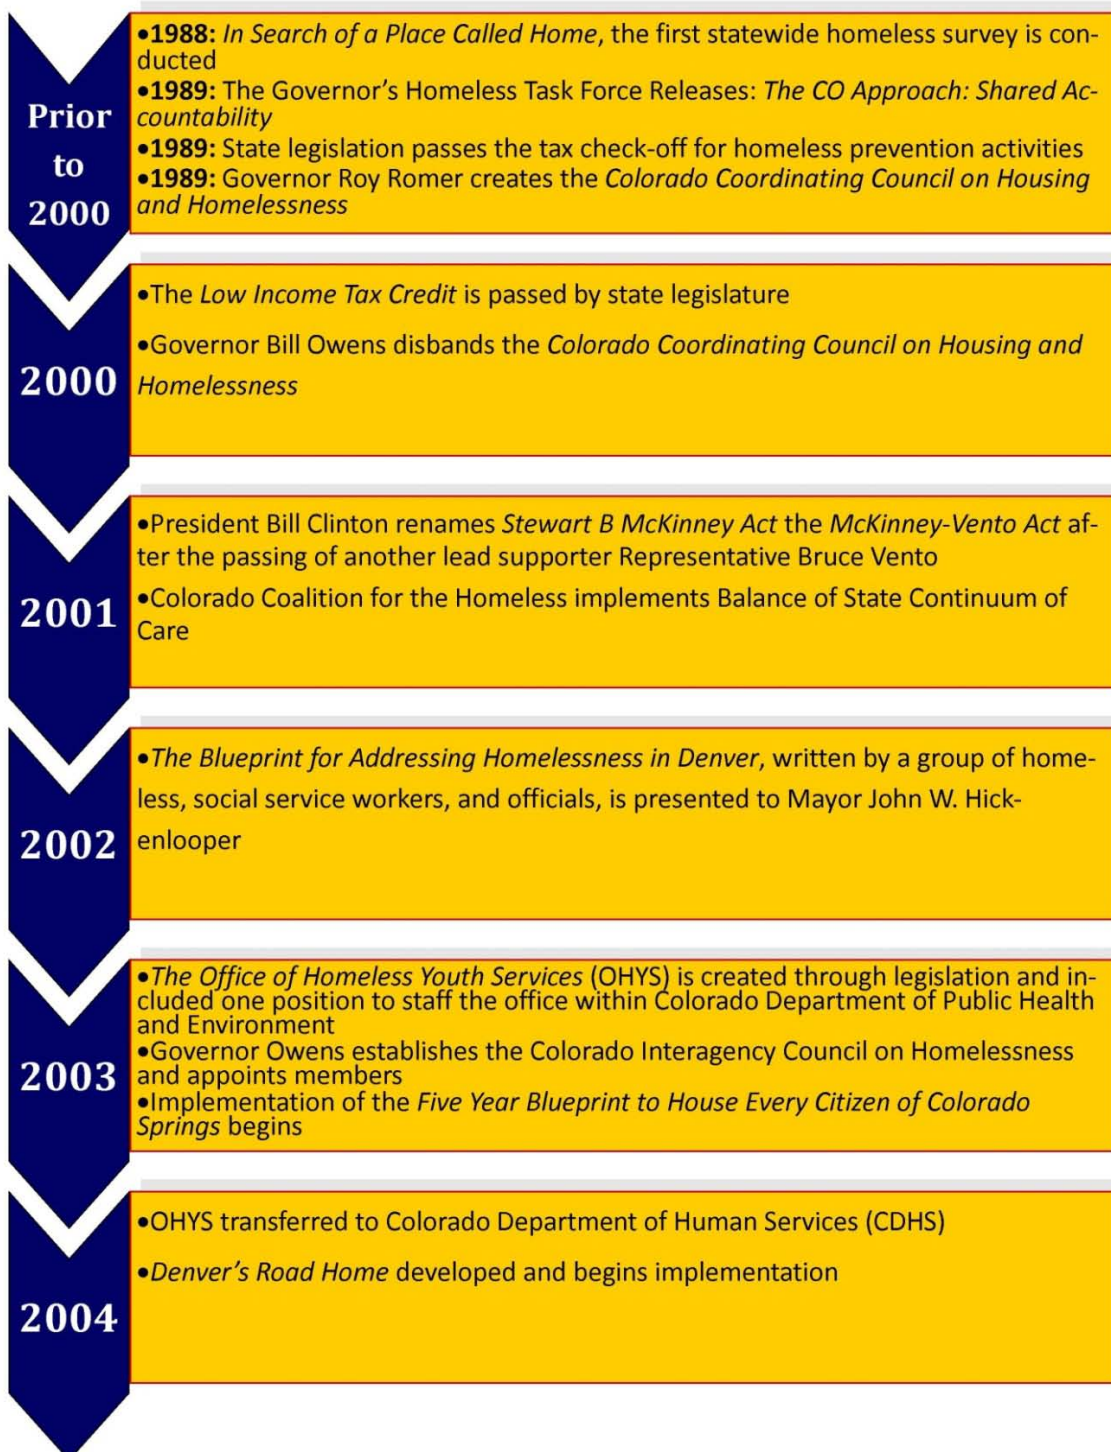 Prior
to
2000
•1988: In Search of a Place Called Home, the first statewide homeless survey is con-
ducted
•1989: The Governor’s Homeless Task Force Releases: The CO Approach: Shared Ac-
countability
•1989: State legislation passes the tax check-off for homeless prevention activities
•1989: Governor Roy Romer creates the Colorado Coordinating Council on Housing
and Homelessness
2000
•The Low Income Tax Credit is passed by state legislature
•Governor Bill Owens disbands the Colorado Coordinating Council on Housing and
Homelessness
2001
•President Bill Clinton renames Stewart B McKinney Act the McKinney-Vento Act af-
ter the passing of another lead supporter Representative Bruce Vento
•Colorado Coalition for the Homeless implements Balance of State Continuum of
Care
2002
•The Blueprint for Addressing Homelessness in Denver, written by a group of home-
less, social service workers, and officials, is presented to Mayor John W. Hick-
enlooper
2003
•The Office of Homeless Youth Services (OHYS) is created through legislation and in-
cluded one position to staff the office within Colorado Department of Public Health
and Environment
•Governor Owens establishes the Colorado Interagency Council on Homelessness
and appoints members
•Implementation of the Five Year Blueprint to House Every Citizen of Colorado
Springs begins
2004
•OHYS transferred to Colorado Department of Human Services (CDHS)
•Denver’s Road Home developed and begins implementation